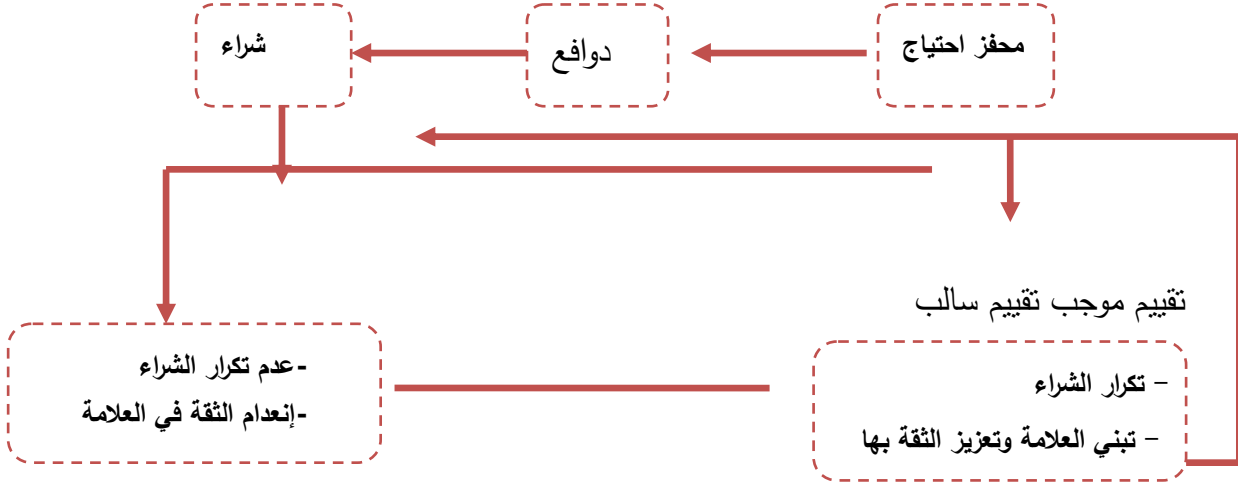 محفز احتياج
دوافع
شراء
تقييم موجب تقييم سالب
- تكرار الشراء
- تبني العلامة وتعزيز الثقة بها
-عدم تكرار الشراء
-إنعدام الثقة في العلامة